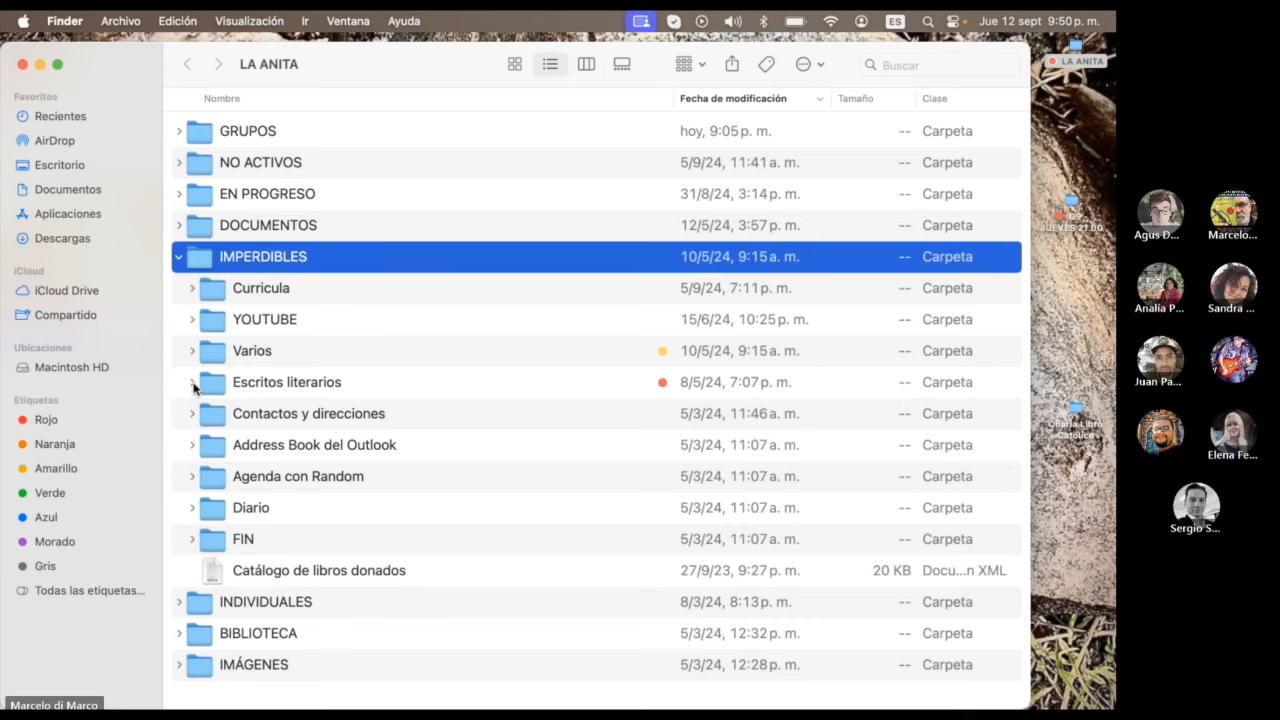 Finder Archivo Edición Visualización Ir Ventana Ayuda ES Jue 12 sept 9:50 p. m.
LA ANITA Buscar
Favoritos
Recientes
AirDrop
Escritorio
Documentos
Aplicaciones
Descargas
iCloud
iCloud Drive
Compartido
Ubicaciones
Macintosh HD
Etiquetas
Rojo
Naranja
Amarillo
Verde
Azul
Morado
Gris
Todas las etiquetas...
Nombre Fecha de modificación Tamaño Clase
GRUPOS hoy, 9:05 p. m. -- Carpeta
NO ACTIVOS 5/9/24, 11:41 a. m. -- Carpeta
EN PROGRESO 31/8/24, 3:14 p. m. -- Carpeta
DOCUMENTOS 12/5/24, 3:57 p. m. -- Carpeta
IMPERDIBLES 10/5/24, 9:15 a. m. -- Carpeta
Curricula 5/9/24, 7:11 p. m. -- Carpeta
YOUTUBE 15/6/24, 10:25 p. m. -- Carpeta
Varios 10/5/24, 9:15 a. m. -- Carpeta
Escritos literarios 8/5/24, 7:07 p. m. -- Carpeta
Contactos y direcciones 5/3/24, 11:46 a. m. -- Carpeta
Address Book del Outlook 5/3/24, 11:07 a. m. -- Carpeta
Agenda con Random 5/3/24, 11:07 a. m. -- Carpeta
Diario 5/3/24, 11:07 a. m. -- Carpeta
FIN 5/3/24, 11:07 a. m. -- Carpeta
Catálogo de libros donados 27/9/23, 9:27 p. m. 20 KB Docu...n XML
INDIVIDUALES 8/3/24, 8:13 p. m. -- Carpeta
BIBLIOTECA 5/3/24, 12:32 p. m. -- Carpeta
IMÁGENES 5/3/24, 12:28 p. m. -- Carpeta
LA ANITA
G9
JUEVES 21.00
Charla Libro
Católico
Agus D... Marcelo...
Analía P... Sandra ...
Juan Pa...
Elena Fe...
Sergio S...
Marcelo di Marco